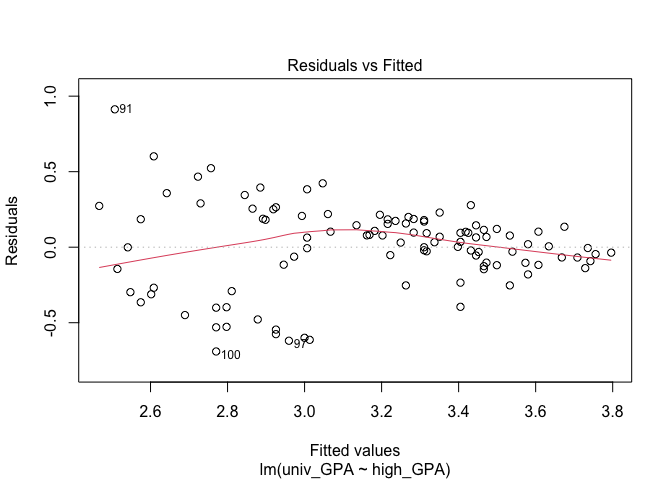 Residuals vs Fitted
Residuals
1.0
0.5
0.0
-0.5
91
97
100
2.6 2.8 3.0 3.2 3.4 3.6 3.8
Fitted values
lm(univ_GPA ~ high_GPA)